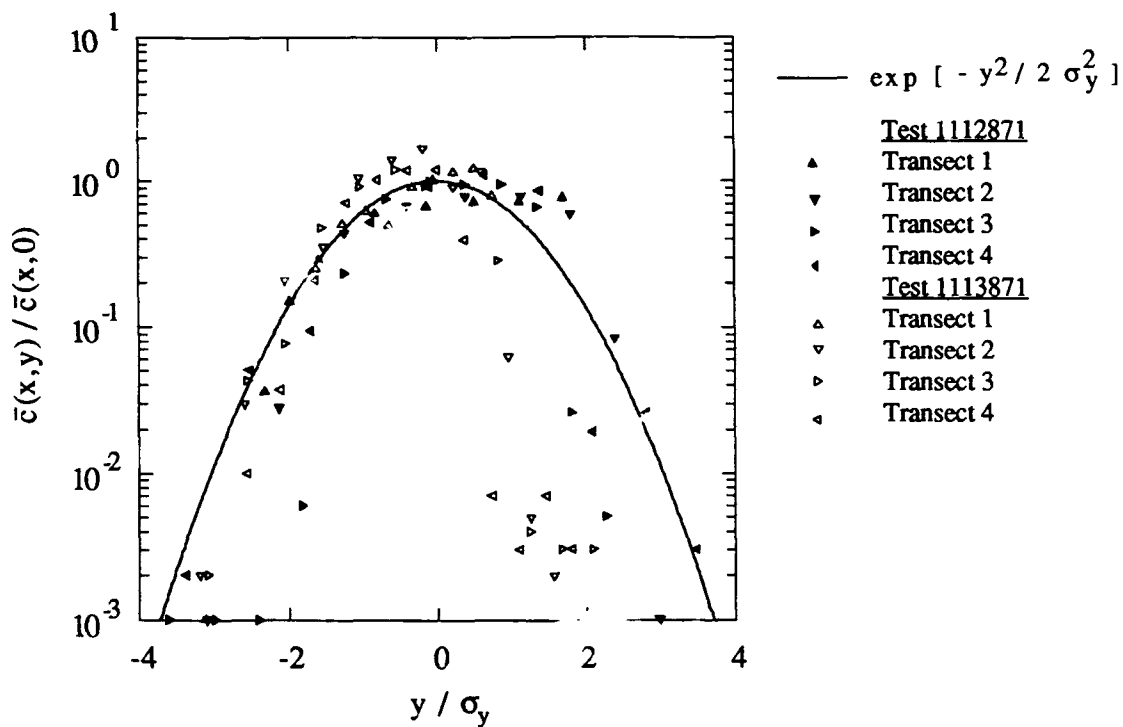 10^1
10^0
10^-1
10^-2
10^-3
c̄(x,y) / c̄(x,0)
-4
-2
0
2
4
y / σ_y
exp [ - y^2 / 2 σ_y^2 ]
Test 1112871
Transect 1
Transect 2
Transect 3
Transect 4
Test 1113871
Transect 1
Transect 2
Transect 3
Transect 4